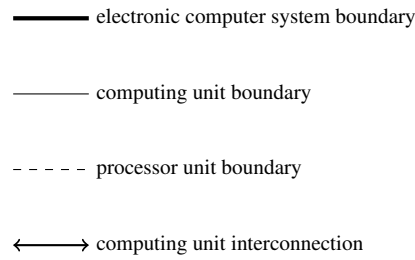 electronic computer system boundary
computing unit boundary
processor unit boundary
computing unit interconnection